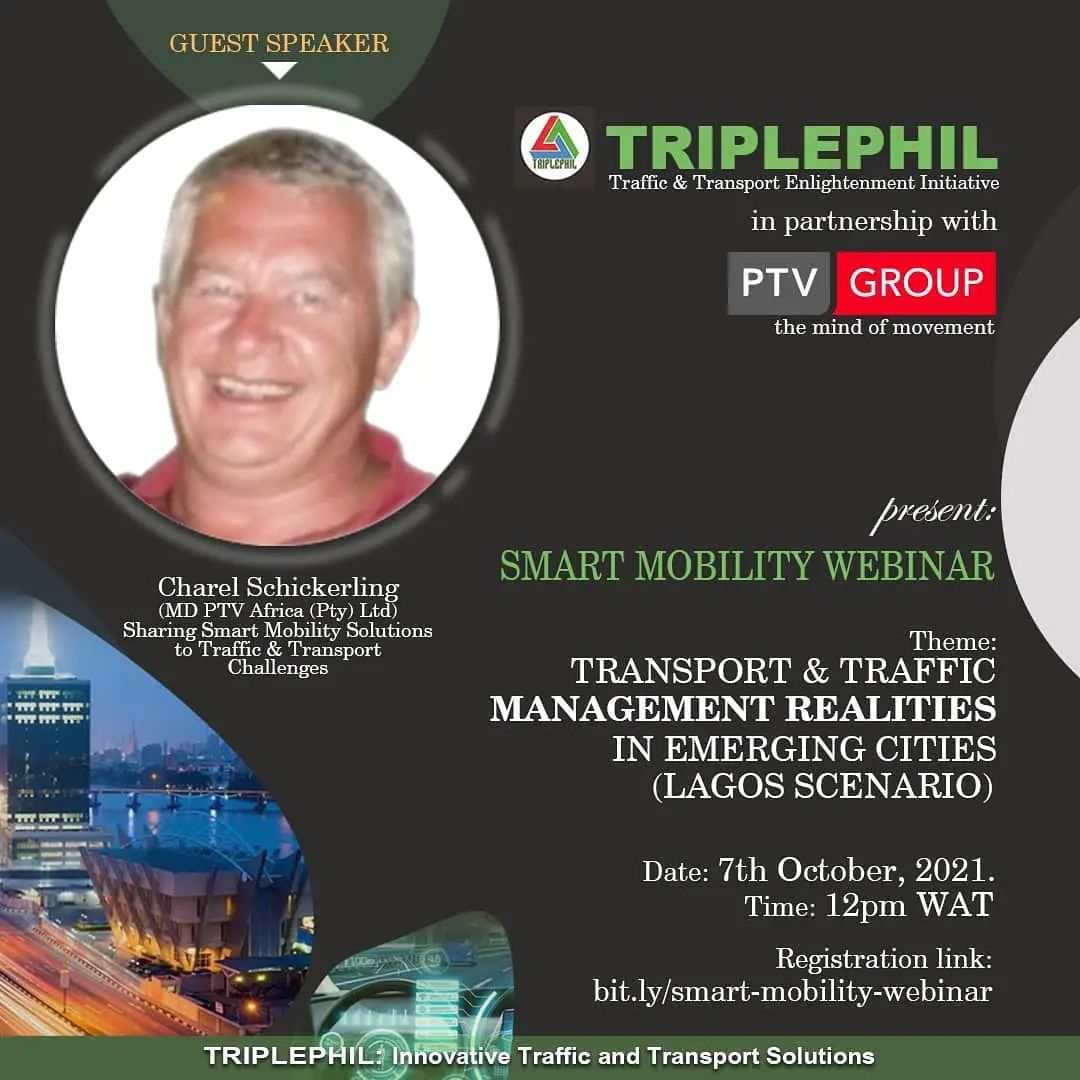 GUEST SPEAKER
TRIPLEPHIL
TRIPLEPHIL
Traffic & Transport Enlightenment Initiative
in partnership with
PTV GROUP
the mind of movement
Charel Schickerling
(MD PTV Africa (Pty) Ltd)
Sharing Smart Mobility Solutions
to Traffic & Transport
Challenges
present:
SMART MOBILITY WEBINAR
Theme:
TRANSPORT & TRAFFIC
MANAGEMENT REALITIES
IN EMERGING CITIES
(LAGOS SCENARIO)
Date: 7th October, 2021.
Time: 12pm WAT
Registration link:
bit.ly/smart-mobility-webinar
TRIPLEPHIL: Innovative Traffic and Transport Solutions